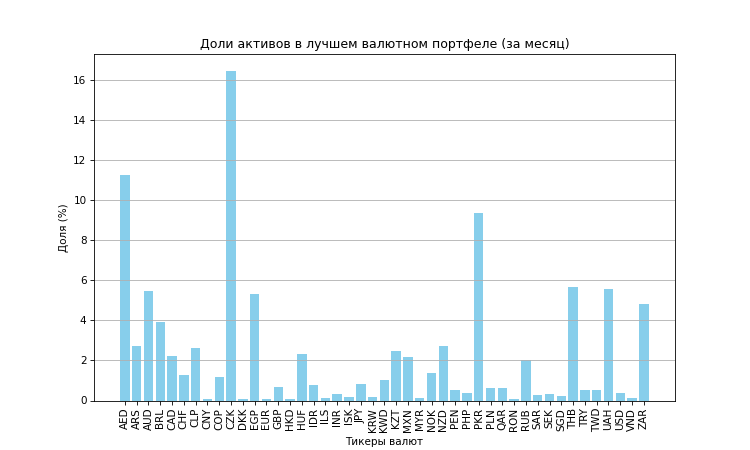 Доли активов в лучшем валютном портфеле (за месяц)
Доля (%)
16
14
12
10
8
6
4
2
0
AED ARS AUD BRL CAD CHF CLP CNY COP CZK DKK EGP EUR GBP HKD HUF IDR ILS INR ISK JPY KRW KWD KZT MXN MYR NOK NZD PEN PHP PKR PLN QAR RON RUB SAR SEK SGD THB TRY TWD UAH USD VND ZAR
Тикеры валют